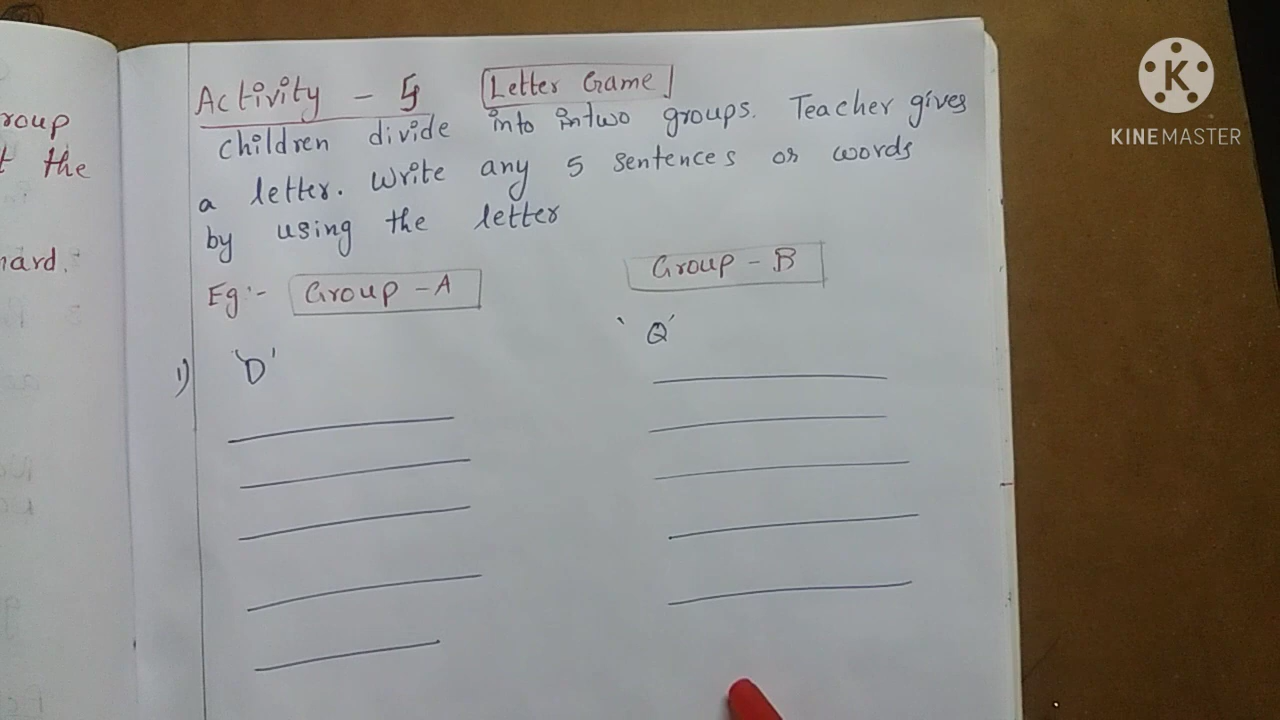 roup
t the
nard.
Activity - 5 Letter Game
children divide into intwo groups. Teacher gives
a letter. Write any 5 sentences or words
by using the letter
Eg:- Group - A Group - B
1) 'D' 'Q'
K
KINEMASTER